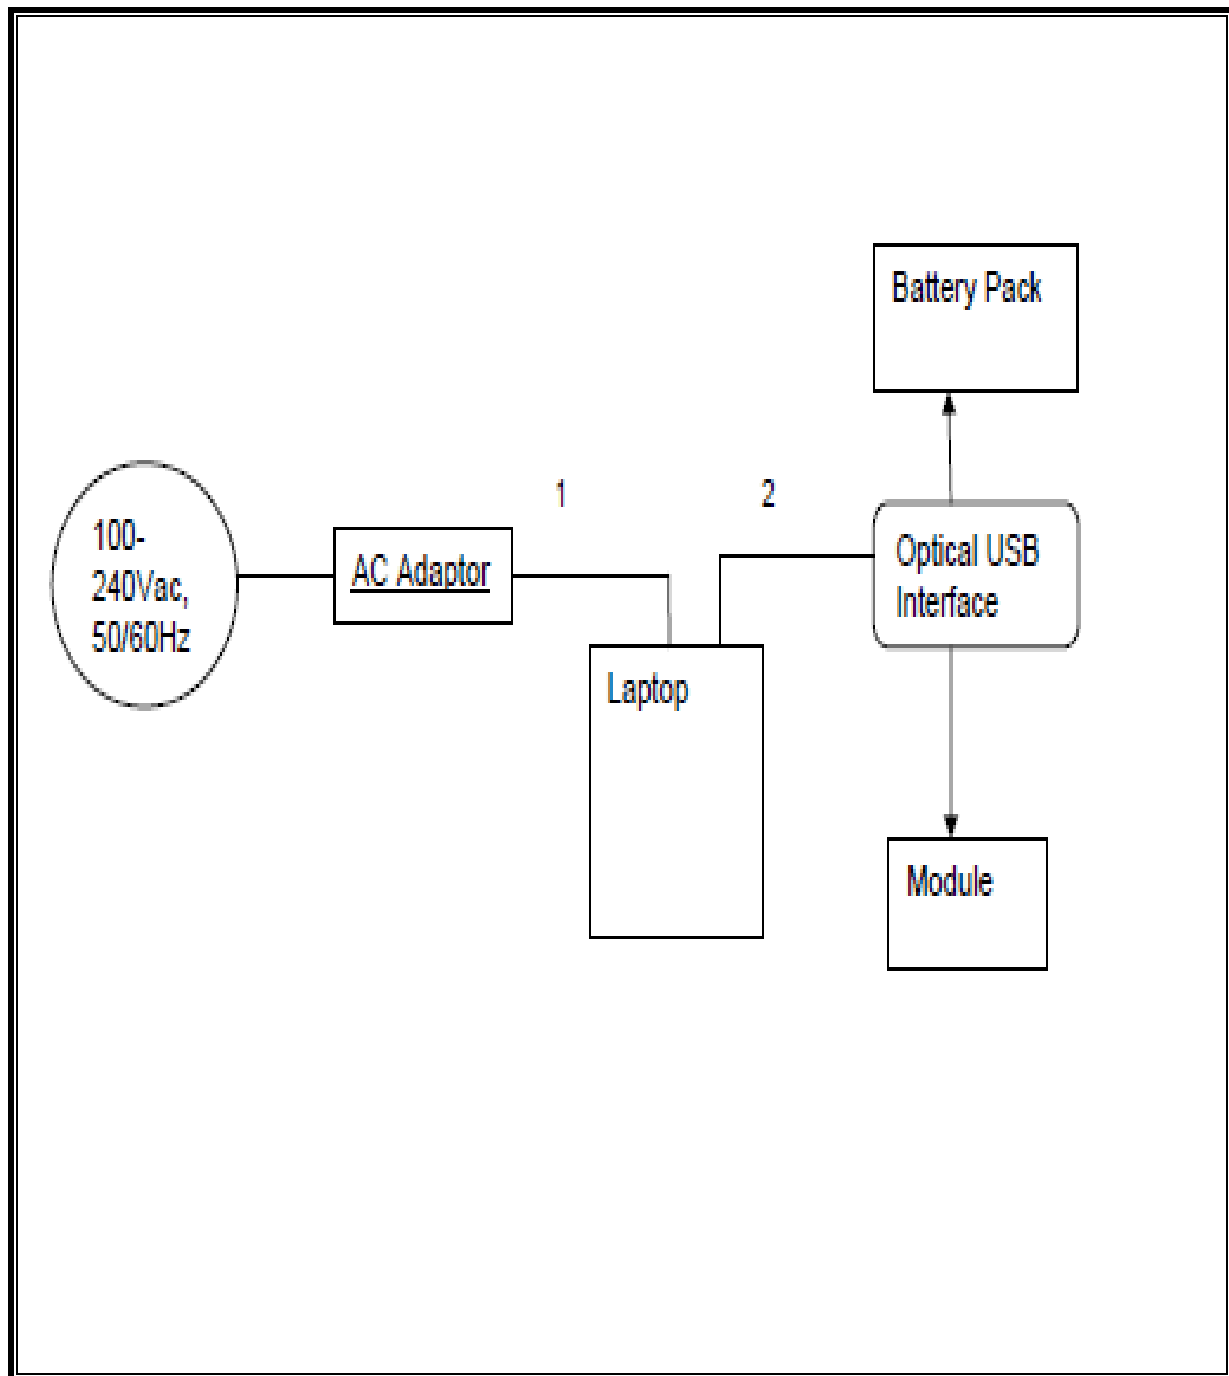 Battery Pack
1
2
100-
240Vac,
50/60Hz
AC Adaptor
Optical USB
Interface
Laptop
Module